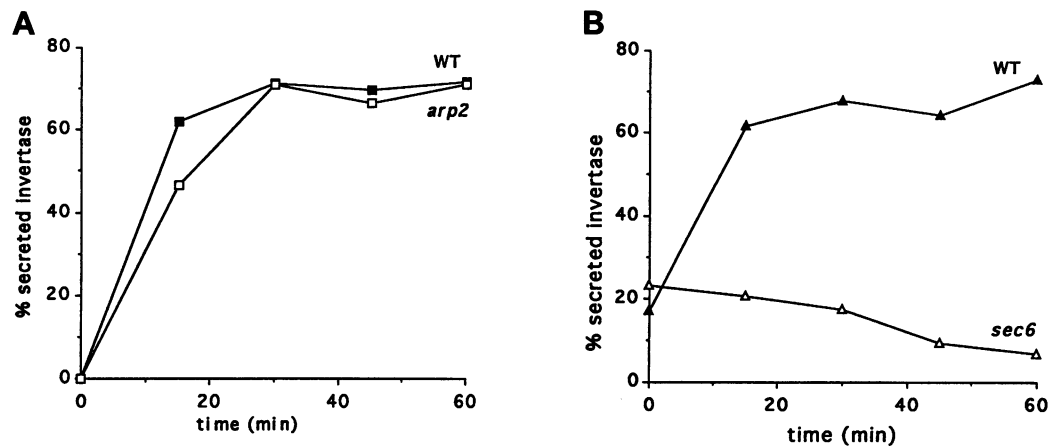 A
% secreted invertase
80
60
40
20
0
WT
arp2
0 20 40 60
time (min)
B
% secreted invertase
80
60
40
20
0
WT
sec6
0 20 40 60
time (min)